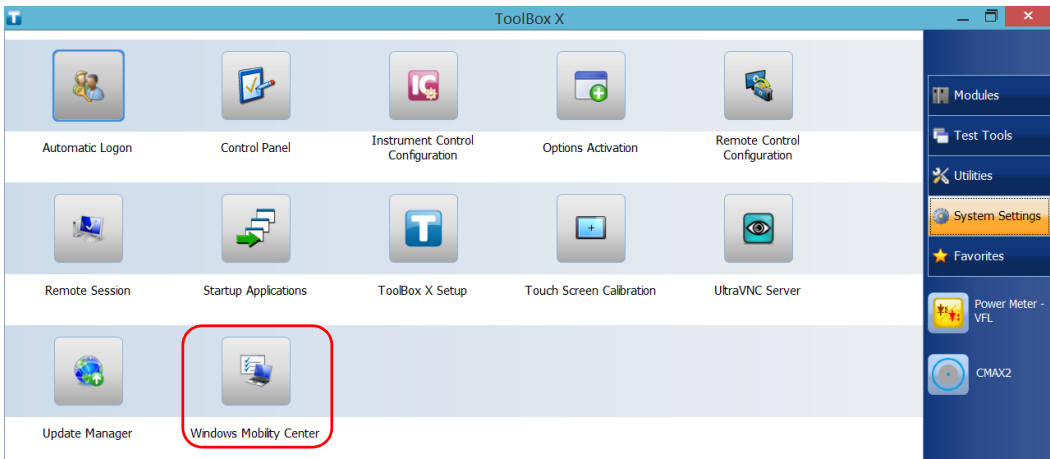 ToolBox X
Automatic Logon
Control Panel
Instrument Control
Configuration
Options Activation
Remote Control
Configuration
Remote Session
Startup Applications
ToolBox X Setup
Touch Screen Calibration
UltraVNC Server
Update Manager
Windows Mobility Center
Modules
Test Tools
Utilities
System Settings
Favorites
Power Meter -
VFL
CMAX2